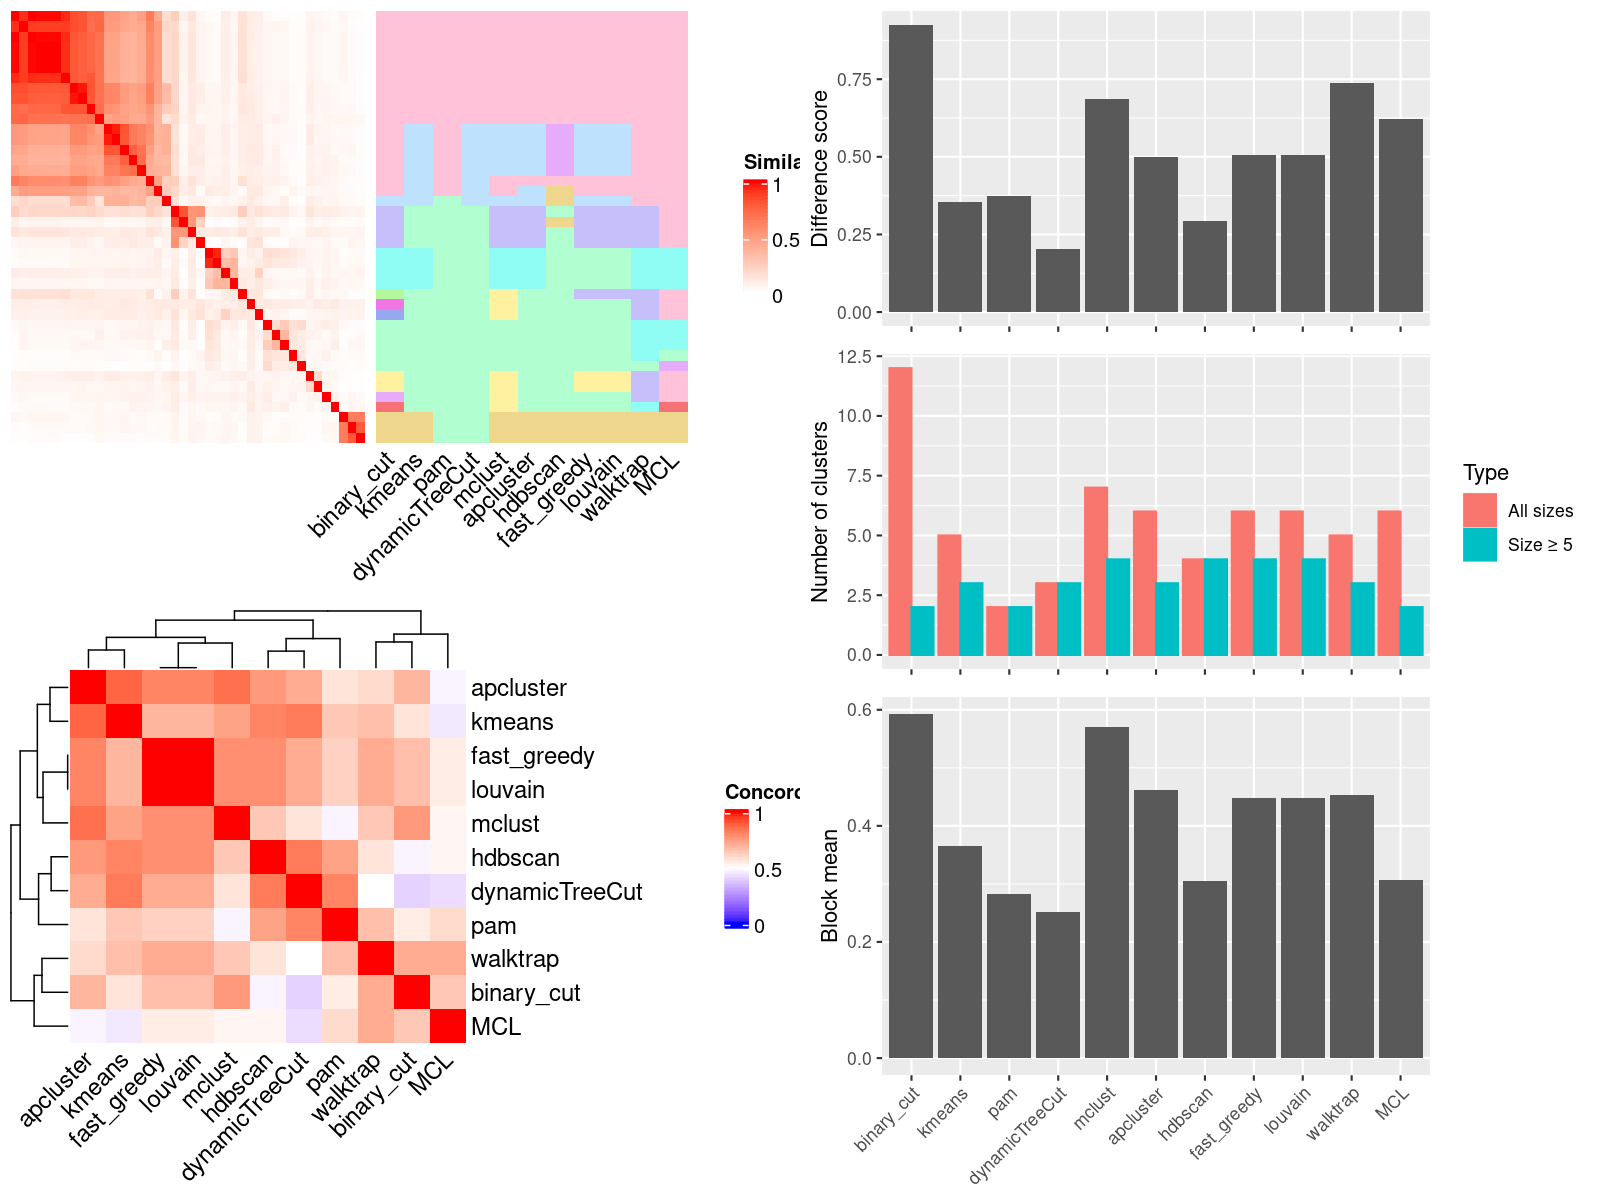 Simila
1
0.5
0
binary_cut
kmeans
pam
dynamicTreeCut
mclust
apcluster
hdbscan
fast_greedy
louvain
walktrap
MCL
Difference score
0.75
0.50
0.25
0.00
Number of clusters
12.5
10.0
7.5
5.0
2.5
0.0
Type
All sizes
Size ≥ 5
apcluster
kmeans
fast_greedy
louvain
mclust
hdbscan
dynamicTreeCut
pam
walktrap
binary_cut
MCL
apcluster
kmeans
fast_greedy
louvain
mclust
hdbscan
dynamicTreeCut
pam
walktrap
binary_cut
MCL
Concord
1
0.5
0
Block mean
0.6
0.4
0.2
0.0
binary_cut
kmeans
pam
dynamicTreeCut
mclust
apcluster
hdbscan
fast_greedy
louvain
walktrap
MCL